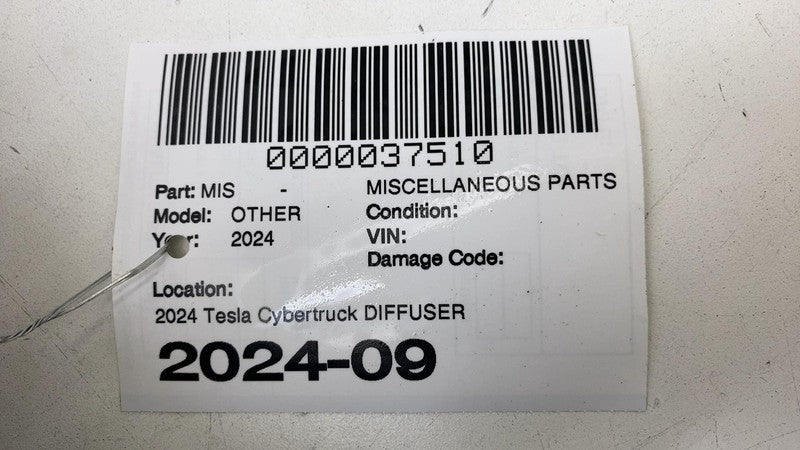 0000037510
Part: MIS - MISCELLANEOUS PARTS
Model: OTHER Condition:
Year: 2024 VIN:
Damage Code:
Location:
2024 Tesla Cybertruck DIFFUSER
2024-09